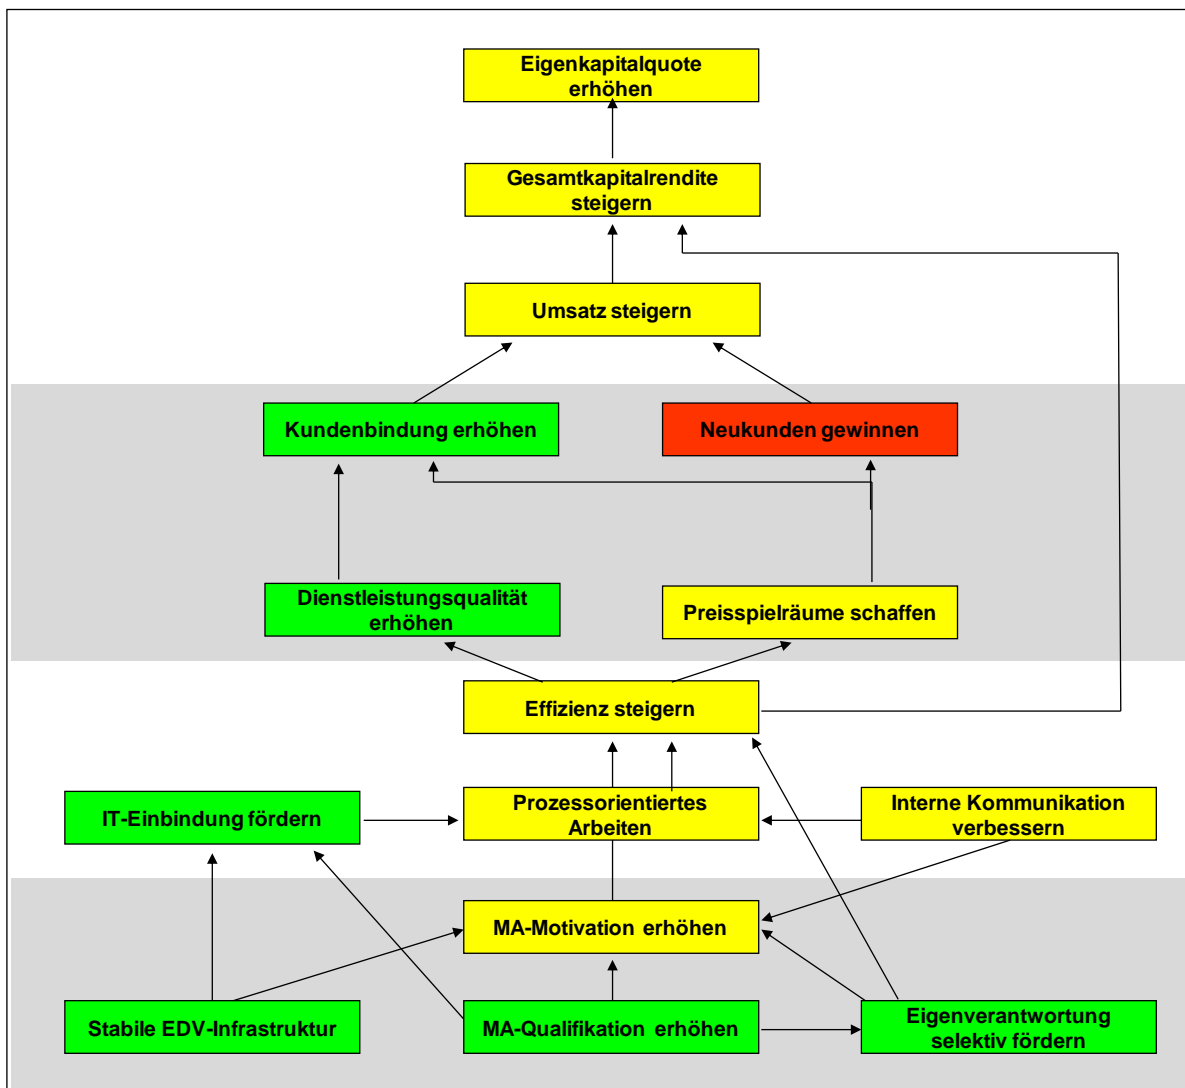 Eigenkapitalquote
erhöhen
Gesamtkapitalrendite
steigern
Umsatz steigern
Kundenbindung erhöhen
Neukunden gewinnen
Dienstleistungsqualität
erhöhen
Preisspielräume schaffen
Effizienz steigern
IT-Einbindung fördern
Prozessorientiertes
Arbeiten
Interne Kommunikation
verbessern
MA-Motivation erhöhen
Stabile EDV-Infrastruktur
MA-Qualifikation erhöhen
Eigenverantwortung
selektiv fördern